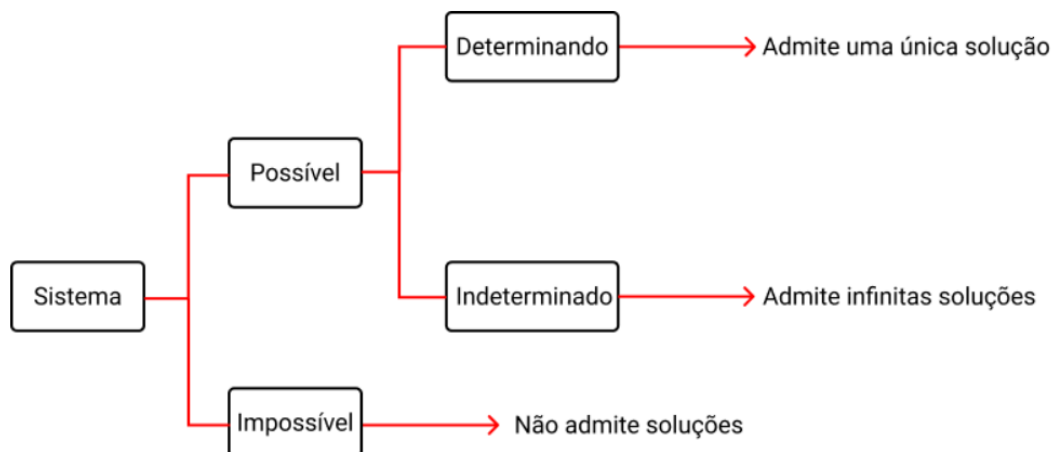 Determinando
Admite uma única solução
Possível
Sistema
Indeterminado
Admite infinitas soluções
Impossível
Não admite soluções